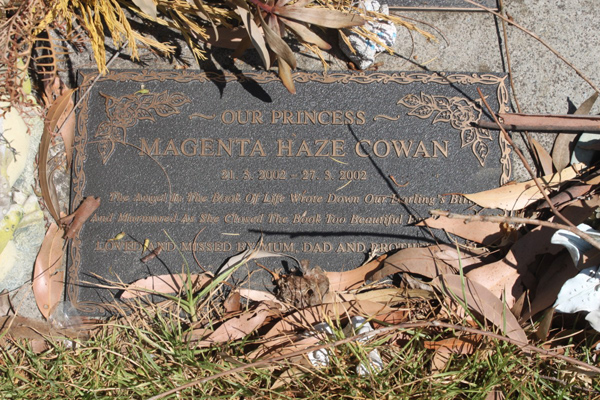 ~ OUR PRINCESS ~
MAGENTA HAZE COWAN
21. 3. 2002 - 27. 3. 2002
The Angel In The Book Of Life Wrote Down Our Darling's
And Whispered As She Closed The Book Too Beautiful
LOVED AND MISSED BY MUM, DAD AND